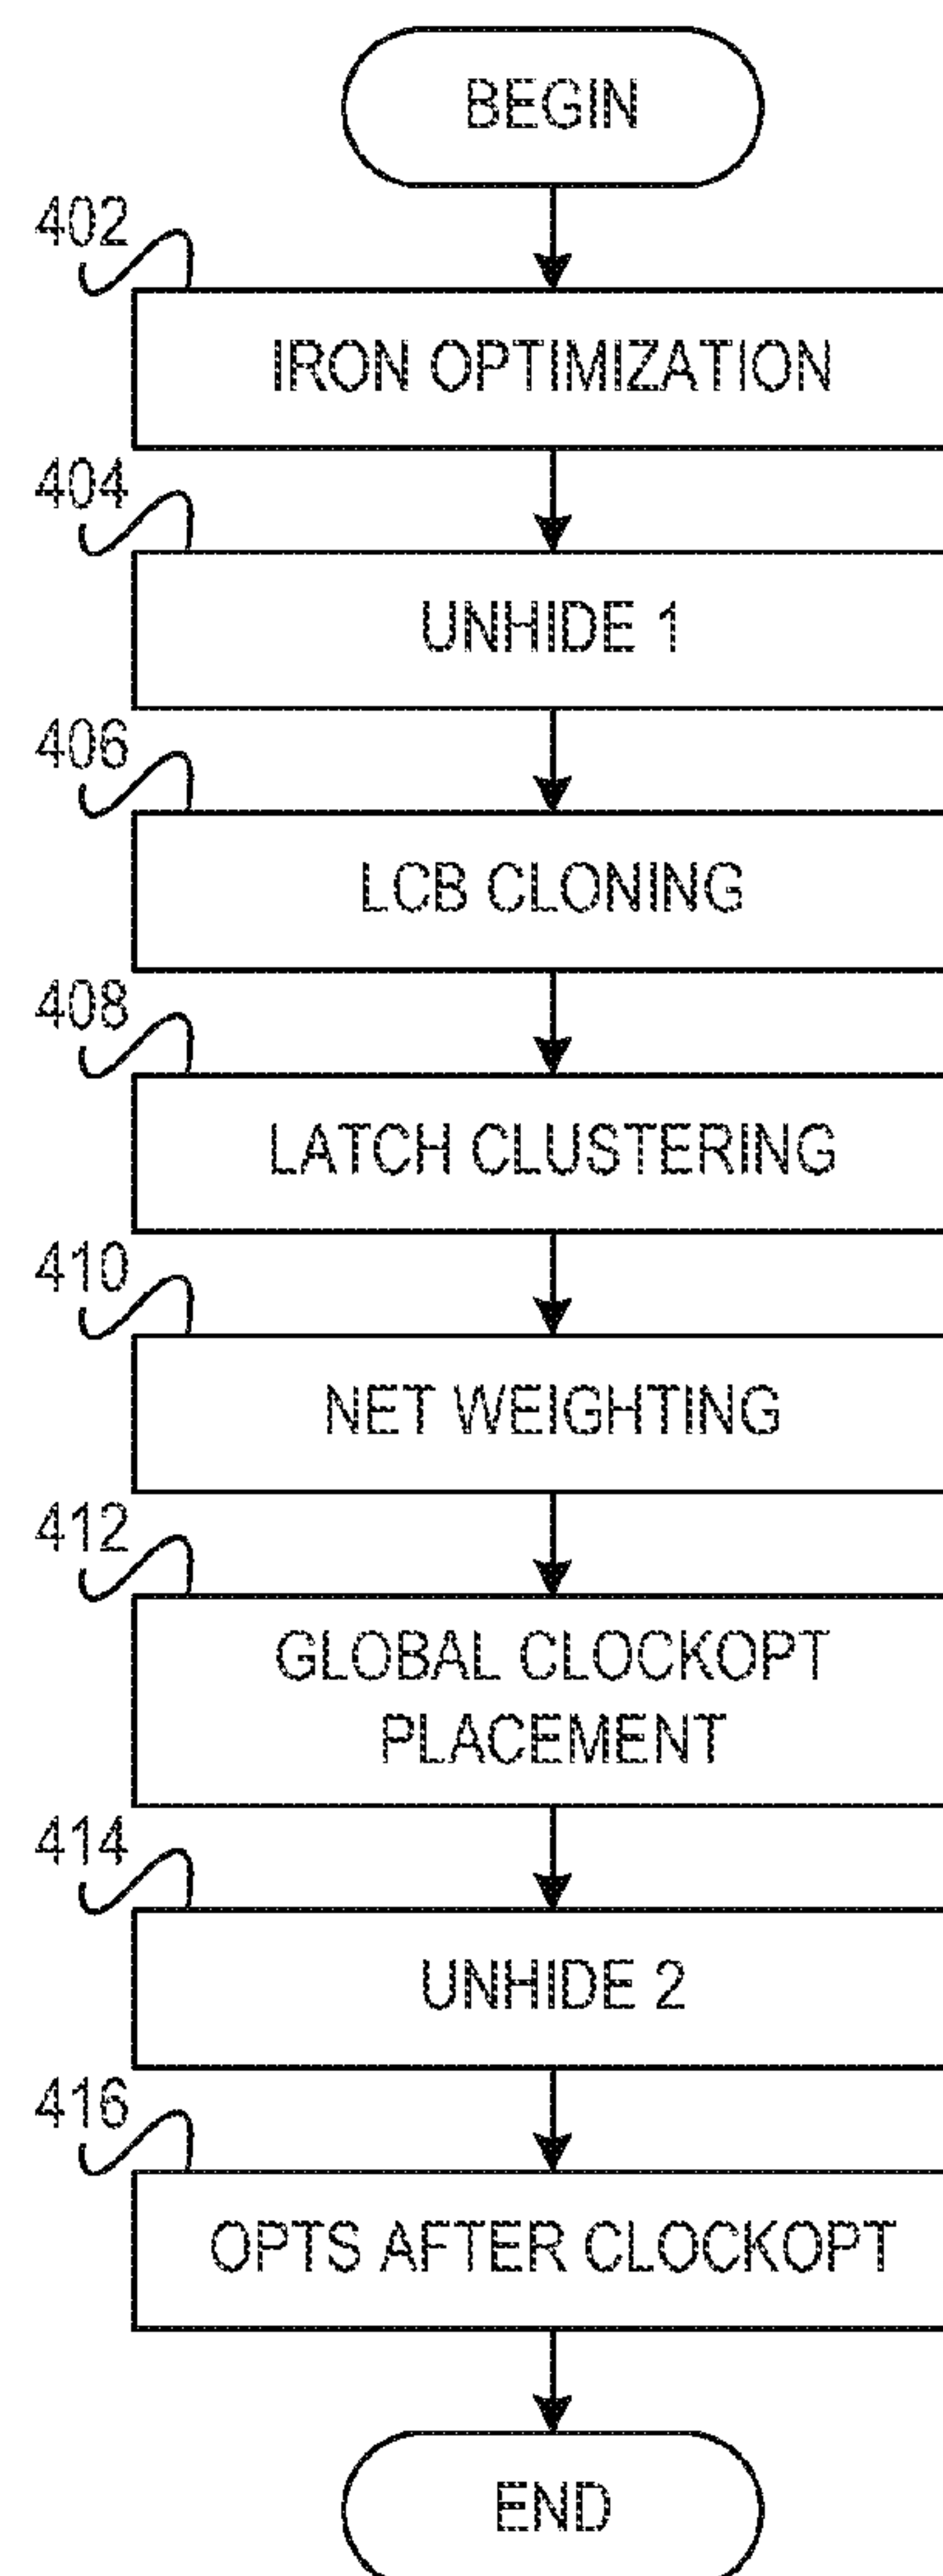 BEGIN
402
IRON OPTIMIZATION
404
UNHIDE 1
406
LCB CLONING
408
LATCH CLUSTERING
410
NET WEIGHTING
412
GLOBAL CLOCKOPT
PLACEMENT
414
UNHIDE 2
416
OPTS AFTER CLOCKOPT
END